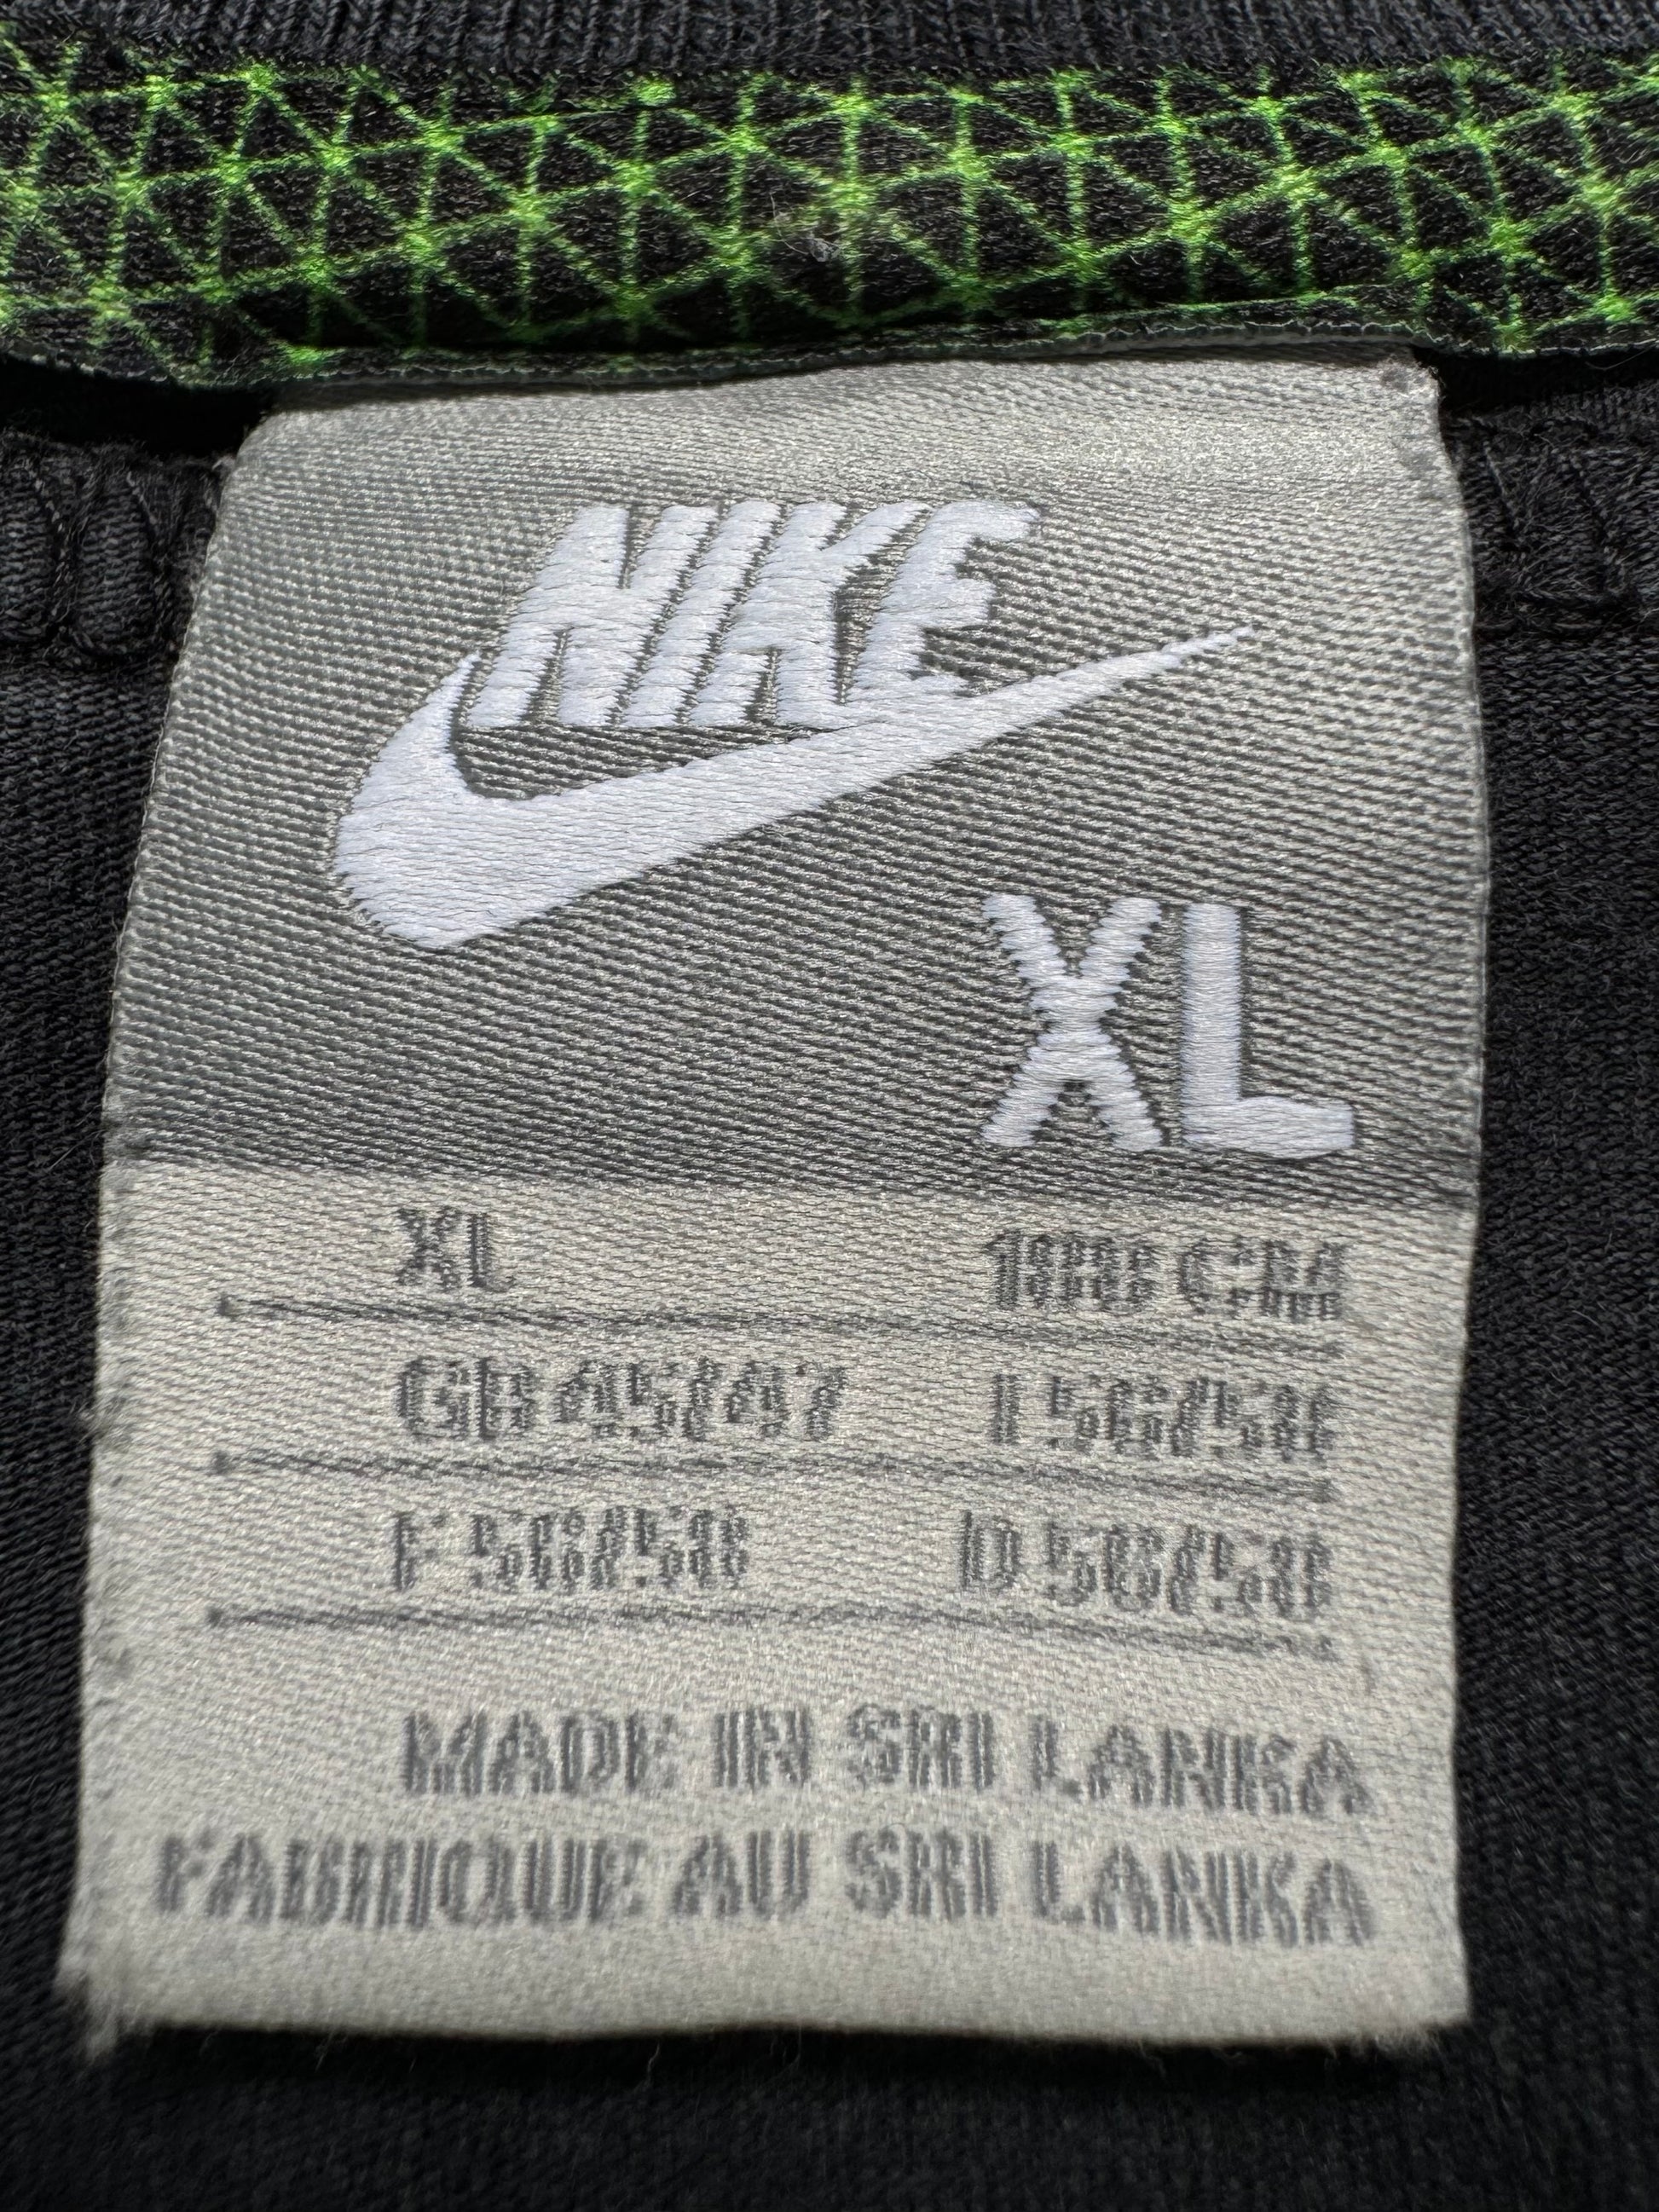 NIKE
XL
XL 188 CM
GB 45/47 I 56/58
F 56/58 D 56/58
MADE IN SRI LANKA
FABRIQUE AU SRI LANKA